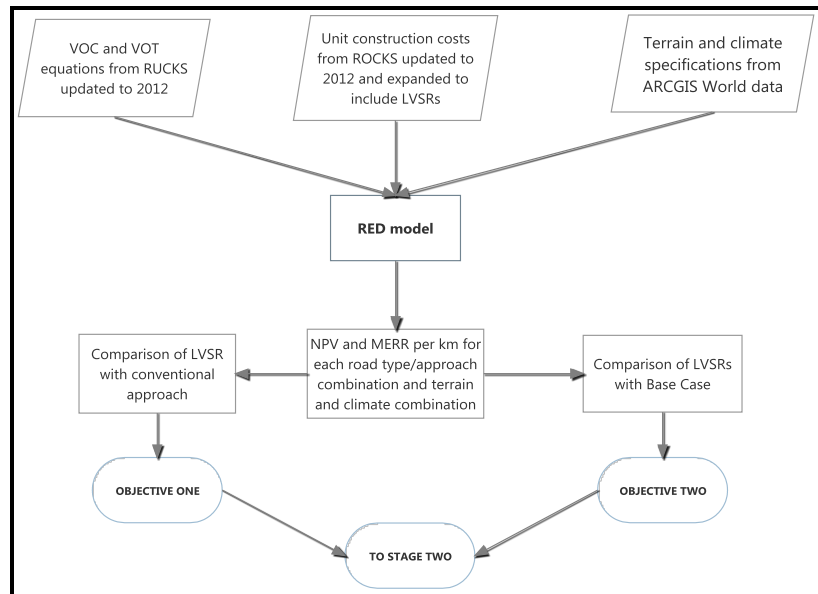 VOC and VOT
equations from RUCKS
updated to 2012
Unit construction costs
from ROCKS updated to
2012 and expanded to
include LVSRs
Terrain and climate
specifications from
ARCGIS World data
RED model
Comparison of LVSR
with conventional
approach
NPV and MERR per km for
each road type/approach
combination and terrain
and climate combination
Comparison of LVSRs
with Base Case
OBJECTIVE ONE
OBJECTIVE TWO
TO STAGE TWO